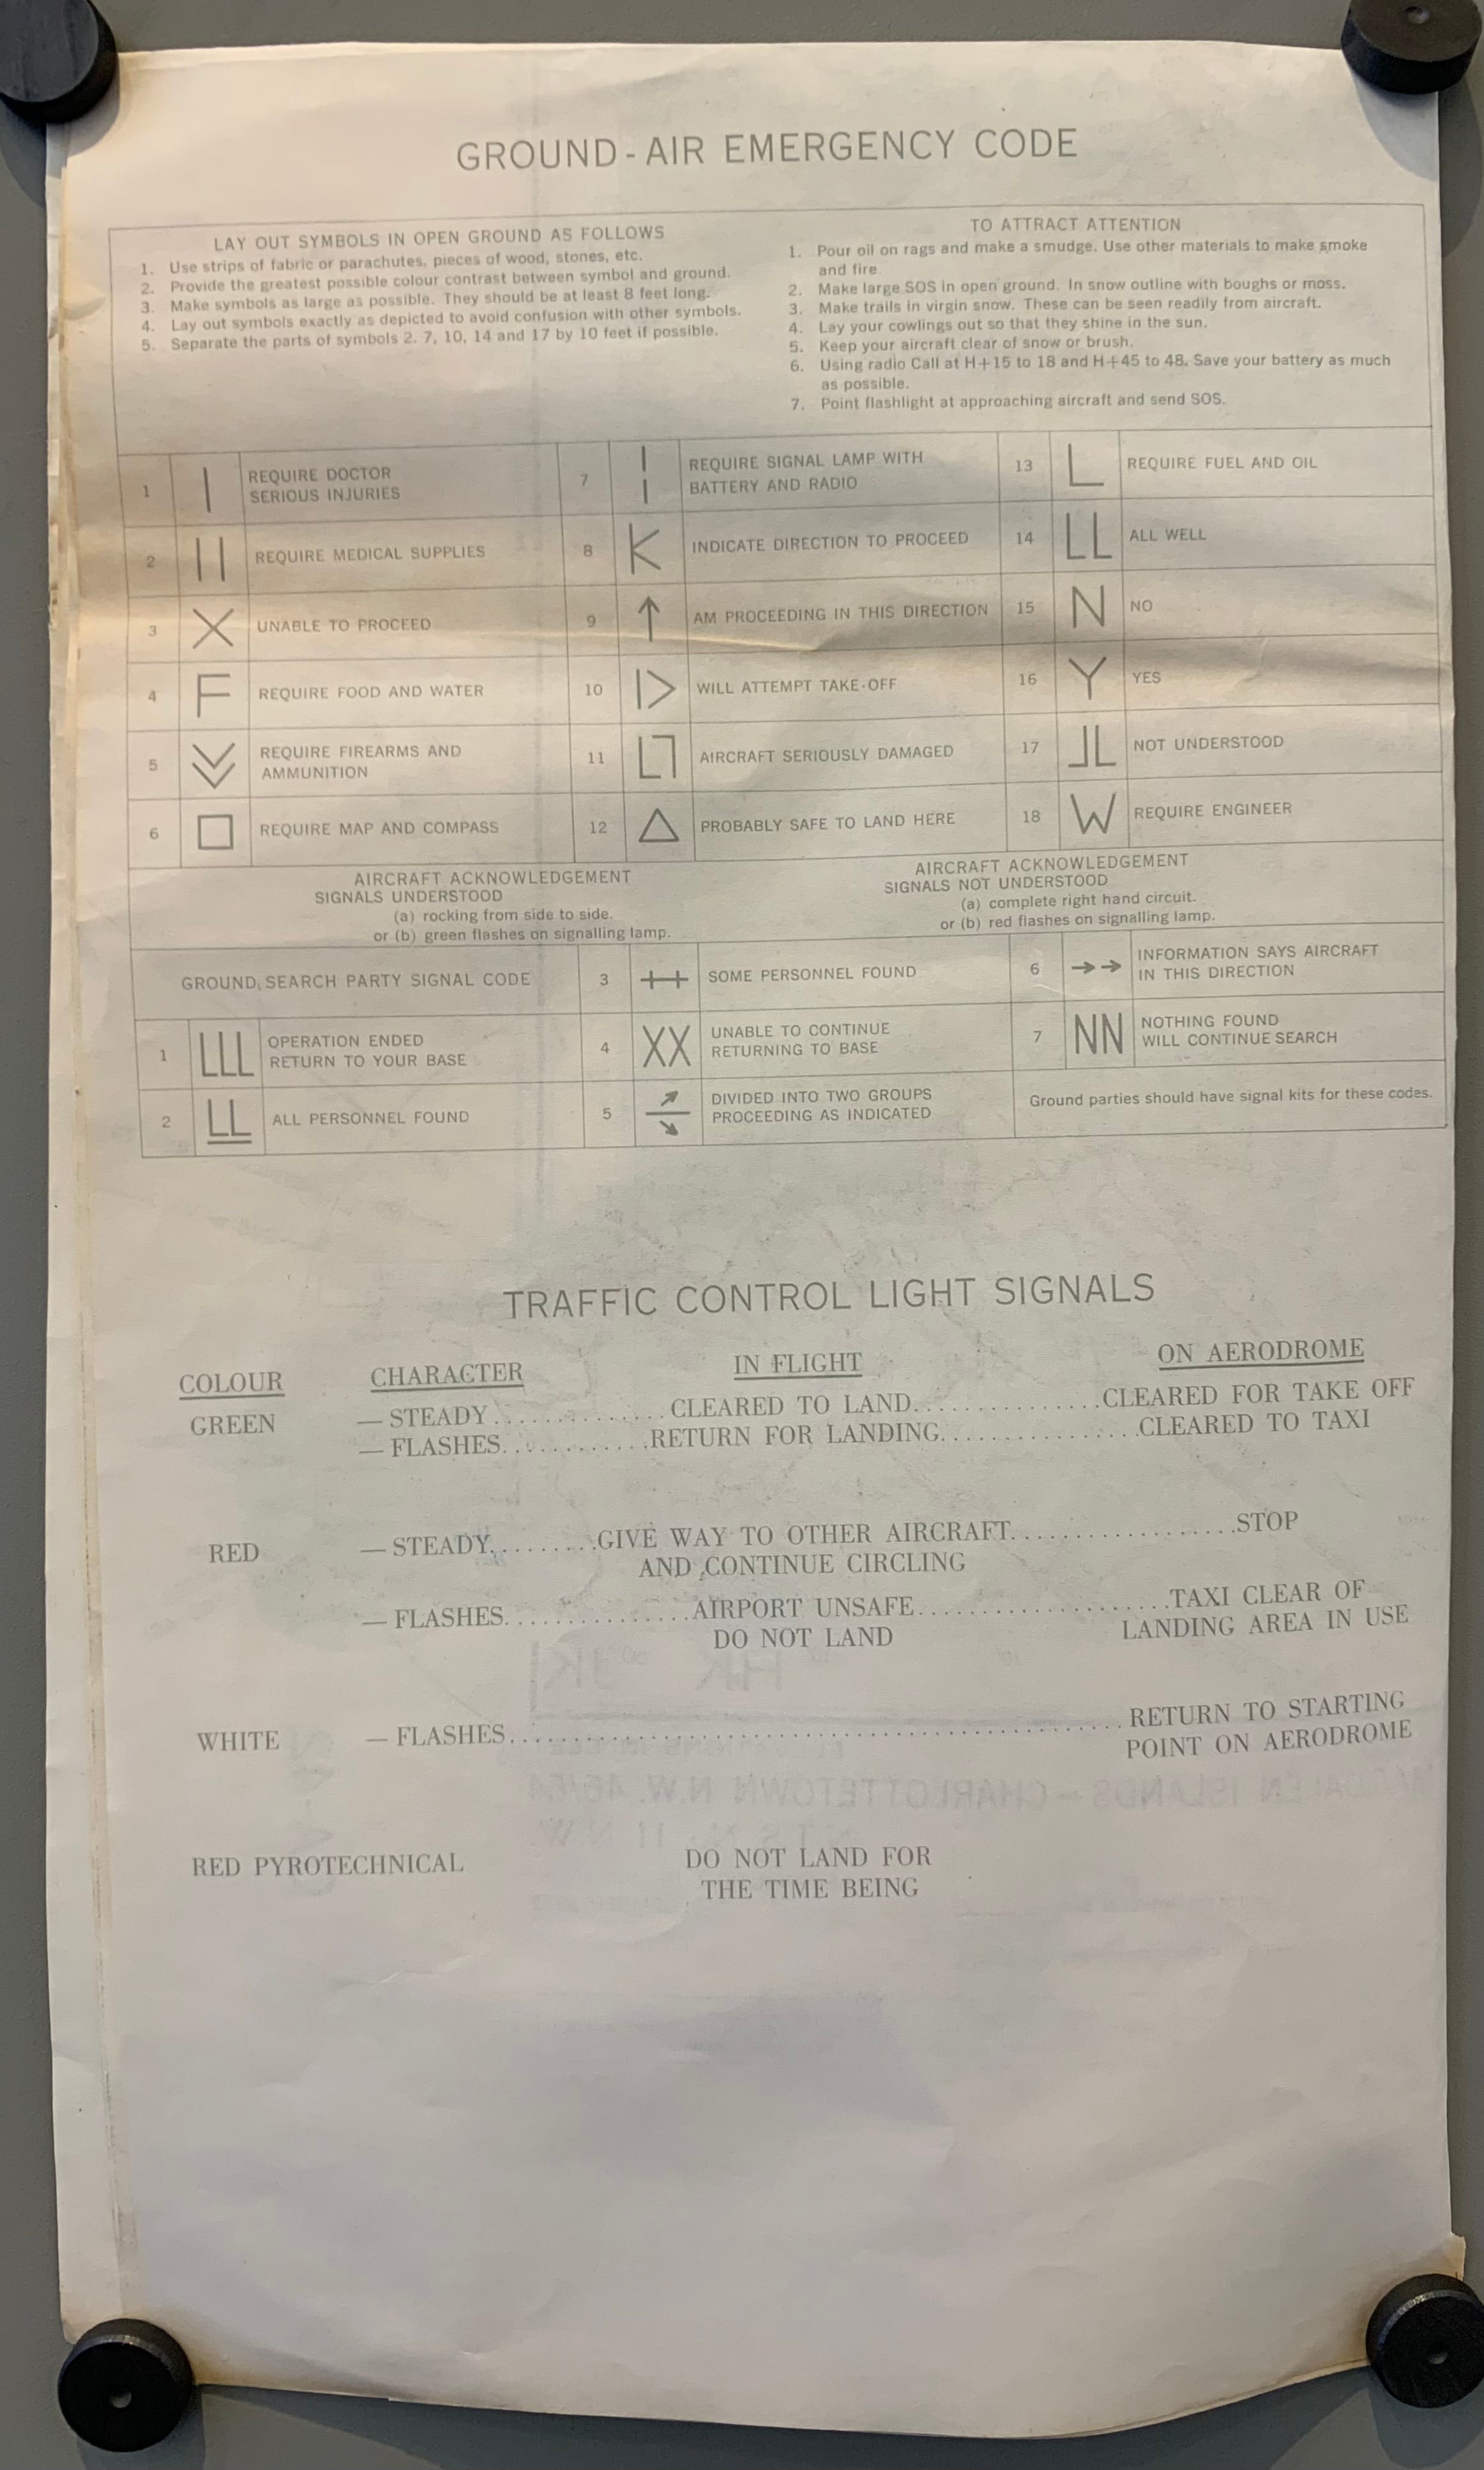 GROUND-AIR EMERGENCY CODE
LAY OUT SYMBOLS IN OPEN GROUND AS FOLLOWS
1. Use strips of fabric or parachutes, pieces of wood, stones, etc.
2. Provide the greatest possible colour contrast between symbol and ground.
3. Make symbols as large as possible. They should be at least 8 feet long.
4. Lay out symbols exactly as depicted to avoid confusion with other symbols.
5. Separate the parts of symbols 2. 7, 10, 14 and 17 by 10 feet if possible.
TO ATTRACT ATTENTION
1. Pour oil on rags and make a smudge. Use other materials to make smoke
and fire.
2. Make large SOS in open ground. In snow outline with boughs or moss.
3. Make trails in virgin snow. These can be seen readily from aircraft.
4. Lay your cowlings out so that they shine in the sun.
5. Keep your aircraft clear of snow or brush.
6. Using radio Call at H+15 to 18 and H+45 to 48. Save your battery as much
as possible.
7. Point flashlight at approaching aircraft and send SOS.
1 | REQUIRE DOCTOR
SERIOUS INJURIES
2 || REQUIRE MEDICAL SUPPLIES
3 X UNABLE TO PROCEED
4 F REQUIRE FOOD AND WATER
5 REQUIRE FIREARMS AND
AMMUNITION
6 □ REQUIRE MAP AND COMPASS
7 REQUIRE SIGNAL LAMP WITH
BATTERY AND RADIO
8 K INDICATE DIRECTION TO PROCEED
9 ↑ AM PROCEEDING IN THIS DIRECTION
10 |> WILL ATTEMPT TAKE-OFF
11 AIRCRAFT SERIOUSLY DAMAGED
12 △ PROBABLY SAFE TO LAND HERE
13 L REQUIRE FUEL AND OIL
14 LL ALL WELL
15 N NO
16 Y YES
17 NOT UNDERSTOOD
18 W REQUIRE ENGINEER
AIRCRAFT ACKNOWLEDGEMENT
SIGNALS UNDERSTOOD
(a) rocking from side to side.
or (b) green flashes on signalling lamp.
AIRCRAFT ACKNOWLEDGEMENT
SIGNALS NOT UNDERSTOOD
(a) complete right hand circuit.
or (b) red flashes on signalling lamp.
GROUND SEARCH PARTY SIGNAL CODE
1 LLL OPERATION ENDED
RETURN TO YOUR BASE
2 LL ALL PERSONNEL FOUND
3 SOME PERSONNEL FOUND
4 XX UNABLE TO CONTINUE
RETURNING TO BASE
5 DIVIDED INTO TWO GROUPS
PROCEEDING AS INDICATED
6 →→ INFORMATION SAYS AIRCRAFT
IN THIS DIRECTION
7 NN NOTHING FOUND
WILL CONTINUE SEARCH
Ground parties should have signal kits for these codes.
TRAFFIC CONTROL LIGHT SIGNALS
COLOUR CHARACTER IN FLIGHT ON AERODROME
GREEN — STEADY CLEARED TO LAND CLEARED FOR TAKE OFF
— FLASHES RETURN FOR LANDING CLEARED TO TAXI
RED — STEADY GIVE WAY TO OTHER AIRCRAFT STOP
AND CONTINUE CIRCLING
— FLASHES AIRPORT UNSAFE TAXI CLEAR OF
DO NOT LAND LANDING AREA IN USE
WHITE — FLASHES RETURN TO STARTING
POINT ON AERODROME
MAGDALEN ISLANDS – CHARLOTTETOWN N.W. 46/64
RED PYROTECHNICAL DO NOT LAND FOR
THE TIME BEING